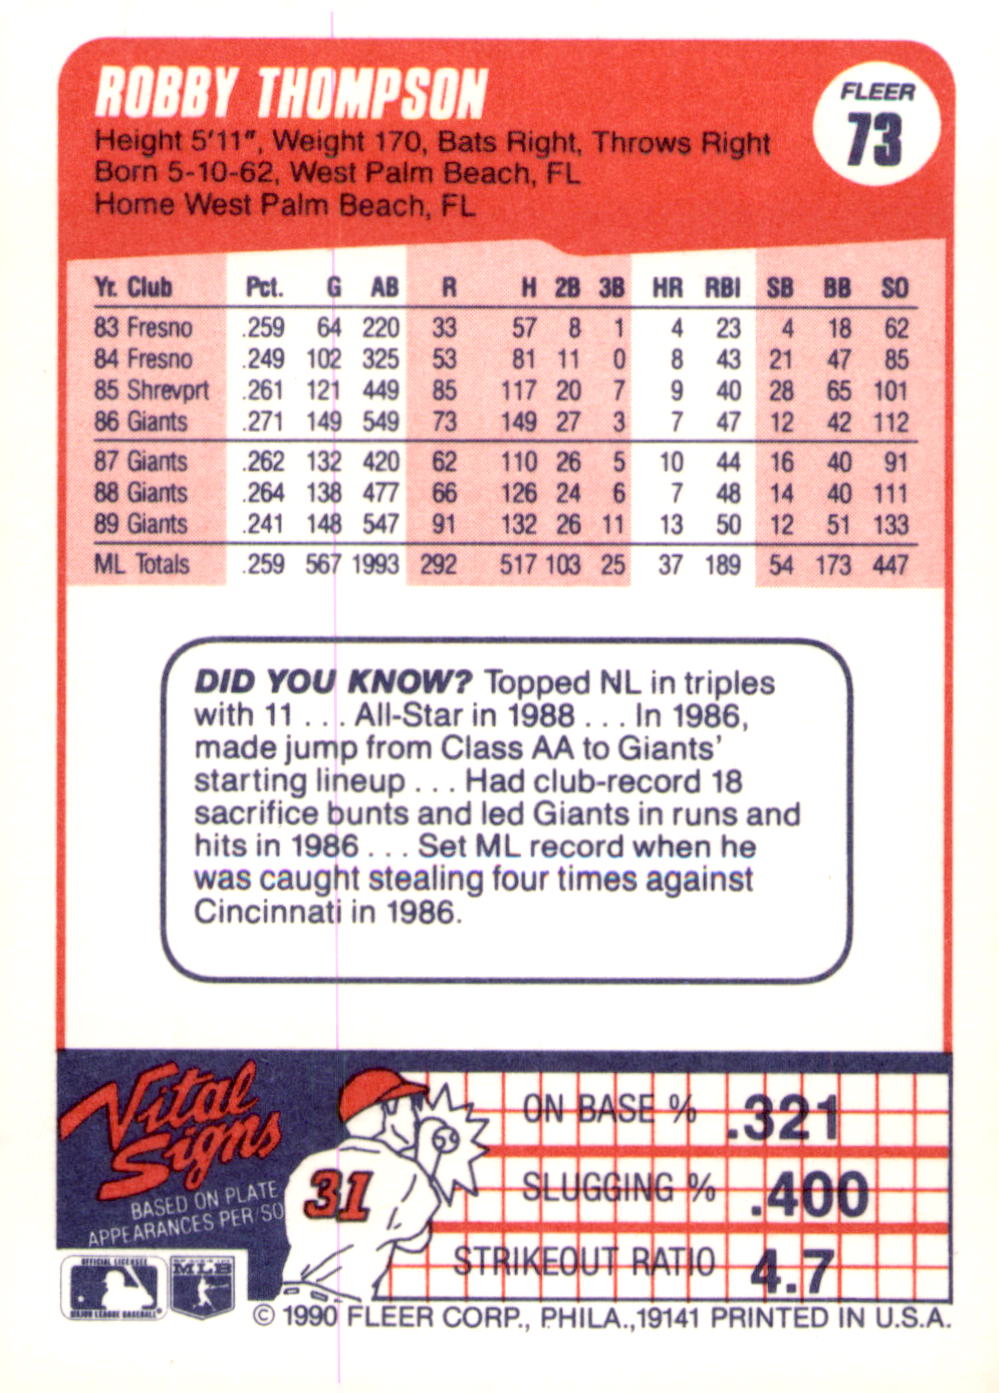 ROBBY THOMPSON
FLEER
73
Height 5'11", Weight 170, Bats Right, Throws Right
Born 5-10-62, West Palm Beach, FL
Home West Palm Beach, FL
Yr. Club Pct. G AB R H 2B 3B HR RBI SB BB SO
83 Fresno .259 64 220 33 57 8 1 4 23 4 18 62
84 Fresno .249 102 325 53 81 11 0 8 43 21 47 85
85 Shrevprt .261 121 449 85 117 20 7 9 40 28 65 101
86 Giants .271 149 549 73 149 27 3 7 47 12 42 112
87 Giants .262 132 420 62 110 26 5 10 44 16 40 91
88 Giants .264 138 477 66 126 24 6 7 48 14 40 111
89 Giants .241 148 547 91 132 26 11 13 50 12 51 133
ML Totals .259 567 1993 292 517 103 25 37 189 54 173 447
DID YOU KNOW? Topped NL in triples
with 11 . . . All-Star in 1988 . . . In 1986,
made jump from Class AA to Giants'
starting lineup . . . Had club-record 18
sacrifice bunts and led Giants in runs and
hits in 1986 . . . Set ML record when he
was caught stealing four times against
Cincinnati in 1986.
Vital
Signs
BASED ON PLATE
APPEARANCES PER/SO
31
ON BASE % .321
SLUGGING % .400
STRIKEOUT RATIO 4.7
OFFICIAL LICENSEE
MAJOR LEAGUE BASEBALL®
MLB
© 1990 FLEER CORP., PHILA.,19141 PRINTED IN U.S.A.